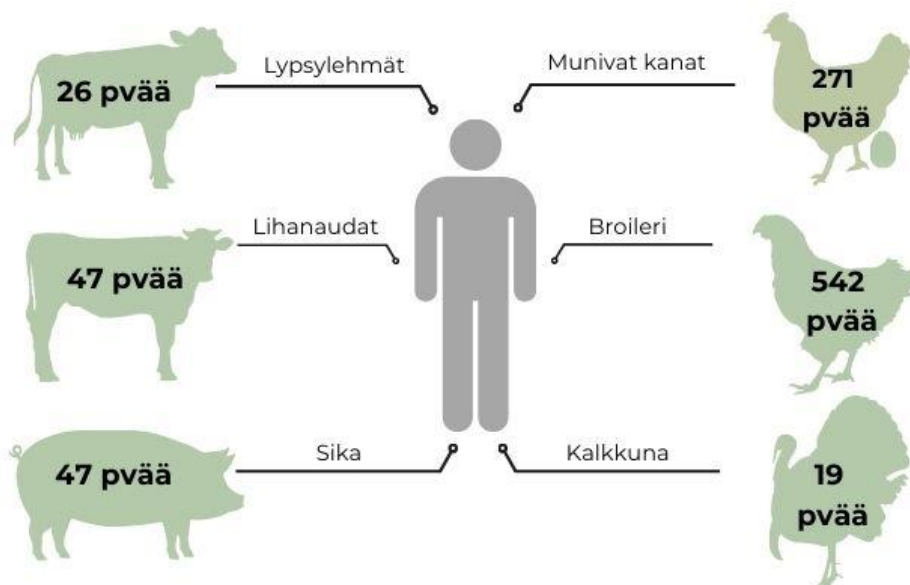 Lypsylehmät
26 pvää
Munivat kanat
271
pvää
Lihanaudat
47 pvää
Broileri
542
pvää
Sika
47 pvää
Kalkkuna
19
pvää